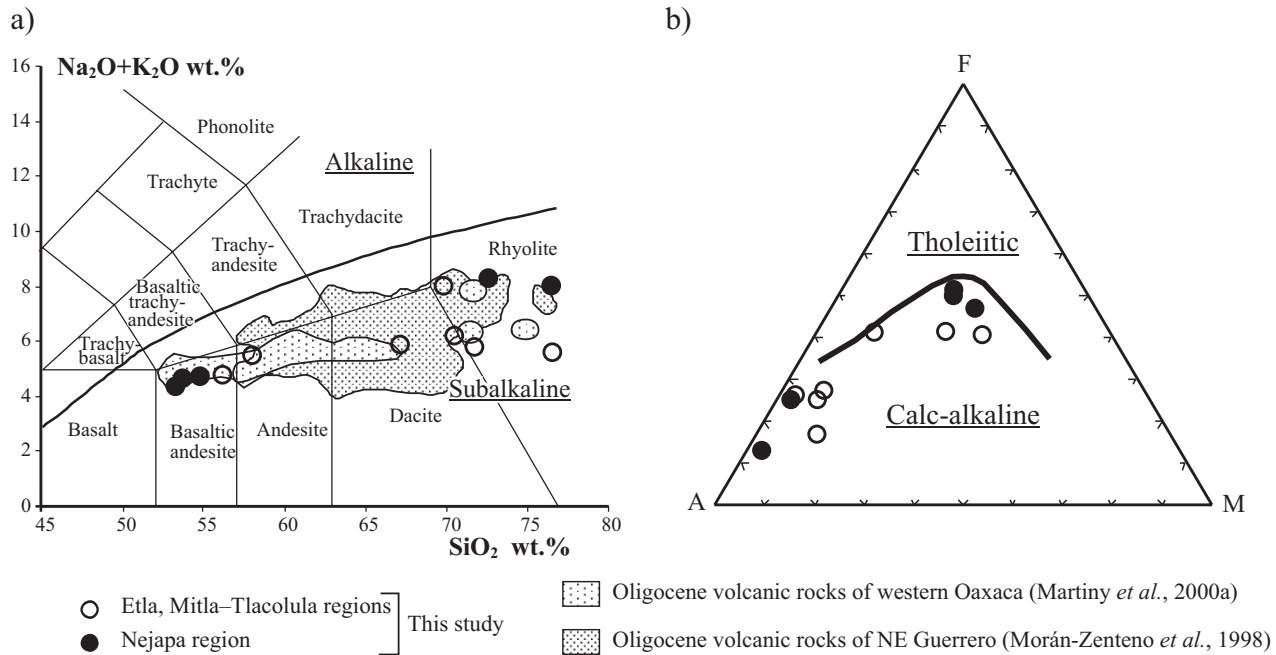 a)
b)
Na₂O+K₂O wt.%
16
14
12
10
8
6
4
2
0
45
50
55
60
65
70
75
80
SiO₂ wt.%
Phonolite
Trachyte
Alkaline
Trachydacite
Trachy-
andesite
Rhyolite
Basaltic
trachy-
andesite
Trachy-
basalt
Subalkaline
Basalt
Basaltic
andesite
Andesite
Dacite
F
Tholeiitic
Calc-alkaline
A
M
Etla, Mitla–Tlacolula regions
Nejapa region
This study
Oligocene volcanic rocks of western Oaxaca (Martiny et al., 2000a)
Oligocene volcanic rocks of NE Guerrero (Morán-Zenteno et al., 1998)